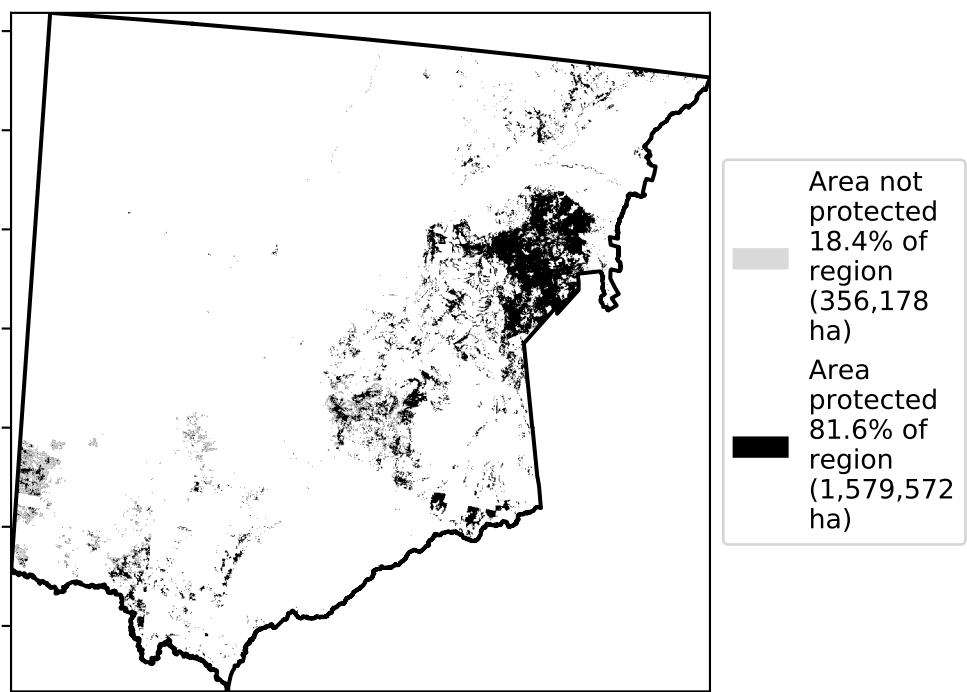 Area not
protected
18.4% of
region
(356,178
ha)
Area
protected
81.6% of
region
(1,579,572
ha)